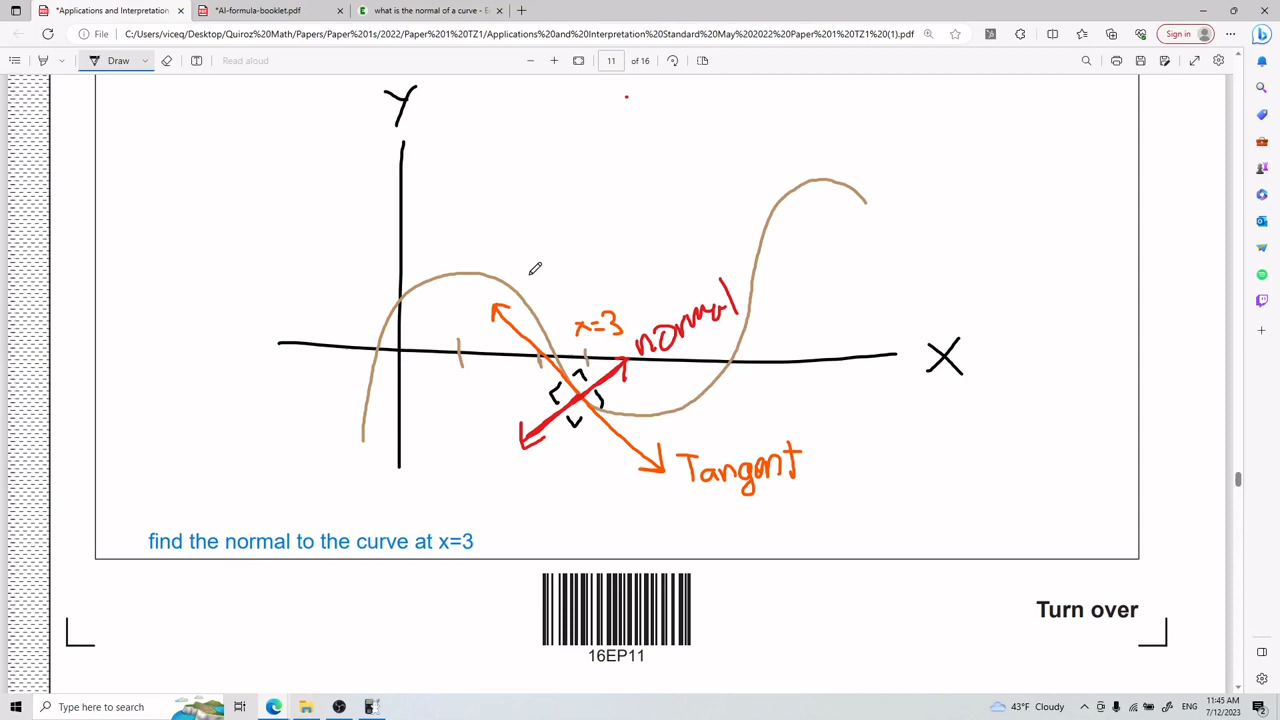 *Applications and Interpretation
*AI-formula-booklet.pdf
what is the normal of a curve - E
File
C:/Users/viceq/Desktop/Quiroz%20Math/Papers/Paper%201s/2022/Paper%201%20TZ1/Applications%20and%20Interpretation%20Standard%20May%202022%20Paper%201%20TZ1%20(1).pdf
Sign in
Draw
Read aloud
11
of 16
Y
x=3
normal
X
Tangent
find the normal to the curve at x=3
Turn over
16EP11
Type here to search
43°F Cloudy
ENG
11:45 AM
7/12/2023
2